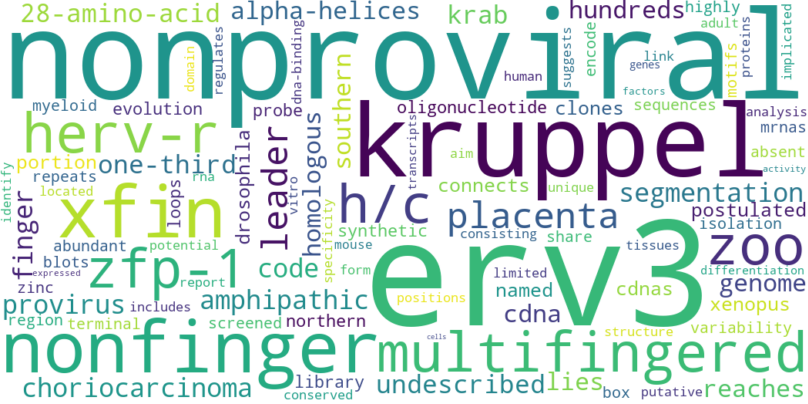 28-amino-acid alpha-helices krab hundreds highly
nonproviral
adult implicated proteins motifs encode suggests link genes factors human
domain regulates dna-binding
myeloid evolution probe oligonucleotide clones sequences analysis
herv-r leader homologous southern kruppel mrnas
portion one-third absent
repeats rna drosophila vitro transcripts aim connects unique activity
identify located loops h/c segmentation
xfin placenta postulated
finger specificity synthetic consisting share tissues isolation zoo
abundant potential mouse
blots zfp-1 code form erv3 limited differentiation
expressed report named cdnas genome
zinc amphipathic positions cdna xenopus
provirus includes
region terminal screened northern structure variability
nonfinger multifingered
cells
choriocarcinoma library undescribed lies reaches
conserved box putative